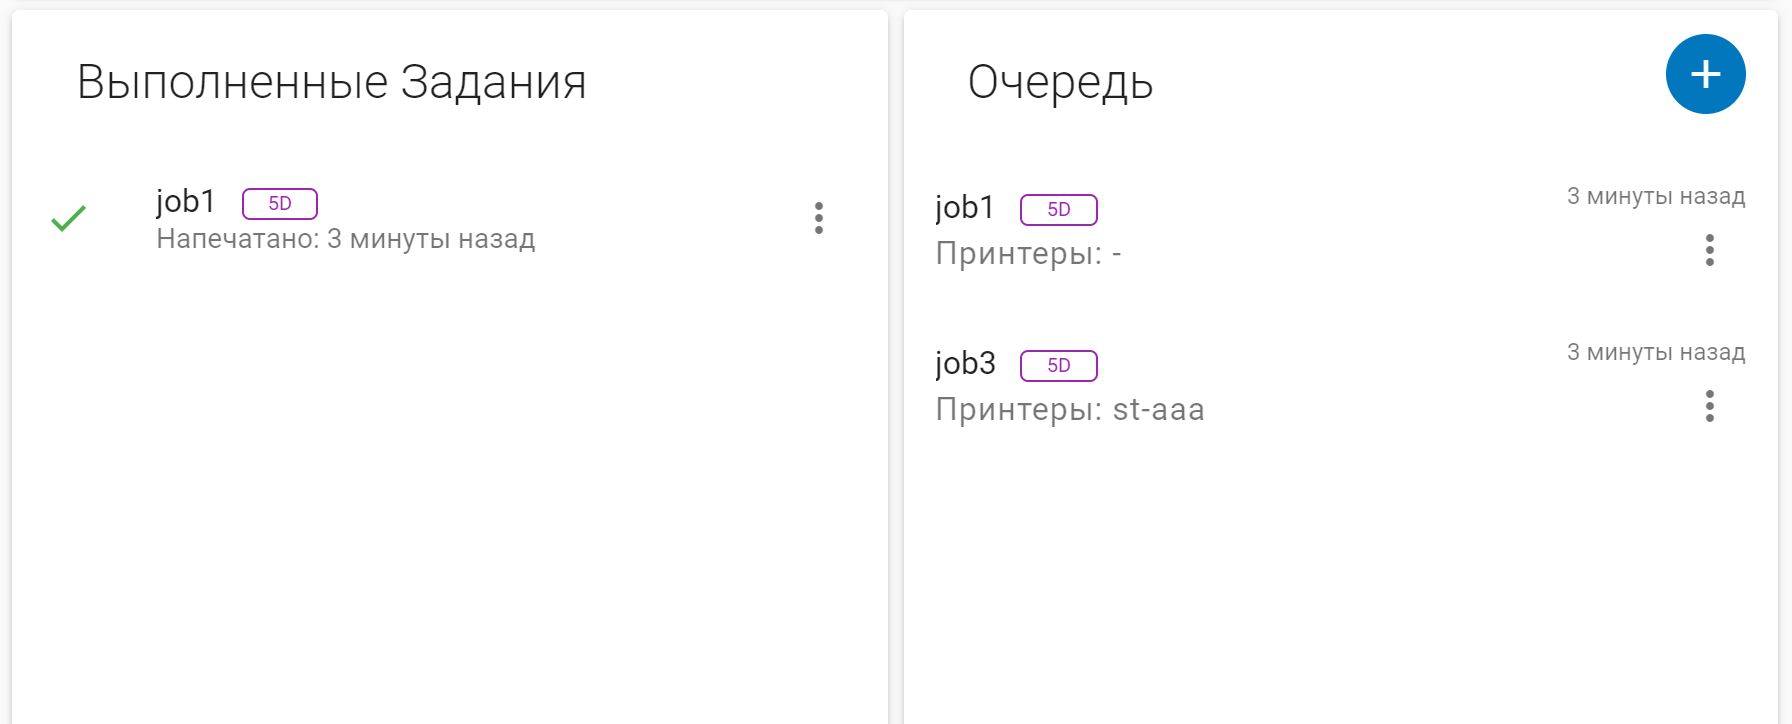 Выполненные Задания
job1 5D
Напечатано: 3 минуты назад
Очередь
job1 5D
3 минуты назад
Принтеры: -
job3 5D
3 минуты назад
Принтеры: st-aaa